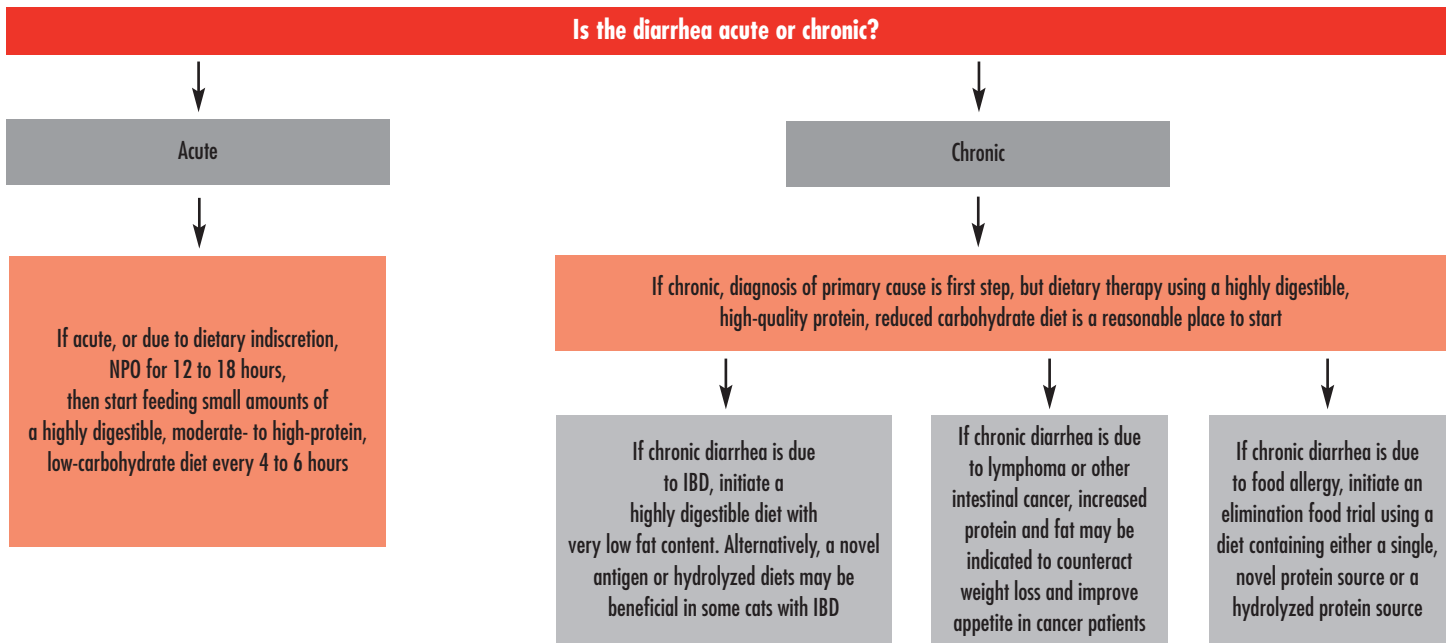 Is the diarrhea acute or chronic?
Acute
Chronic
If acute, or due to dietary indiscretion,
NPO for 12 to 18 hours,
then start feeding small amounts of
a highly digestible, moderate- to high-protein,
low-carbohydrate diet every 4 to 6 hours
If chronic, diagnosis of primary cause is first step, but dietary therapy using a highly digestible,
high-quality protein, reduced carbohydrate diet is a reasonable place to start
If chronic diarrhea is due
to IBD, initiate a
highly digestible diet with
very low fat content. Alternatively, a novel
antigen or hydrolyzed diets may be
beneficial in some cats with IBD
If chronic diarrhea is due
to lymphoma or other
intestinal cancer, increased
protein and fat may be
indicated to counteract
weight loss and improve
appetite in cancer patients
If chronic diarrhea is due
to food allergy, initiate an
elimination food trial using a
diet containing either a single,
novel protein source or a
hydrolyzed protein source